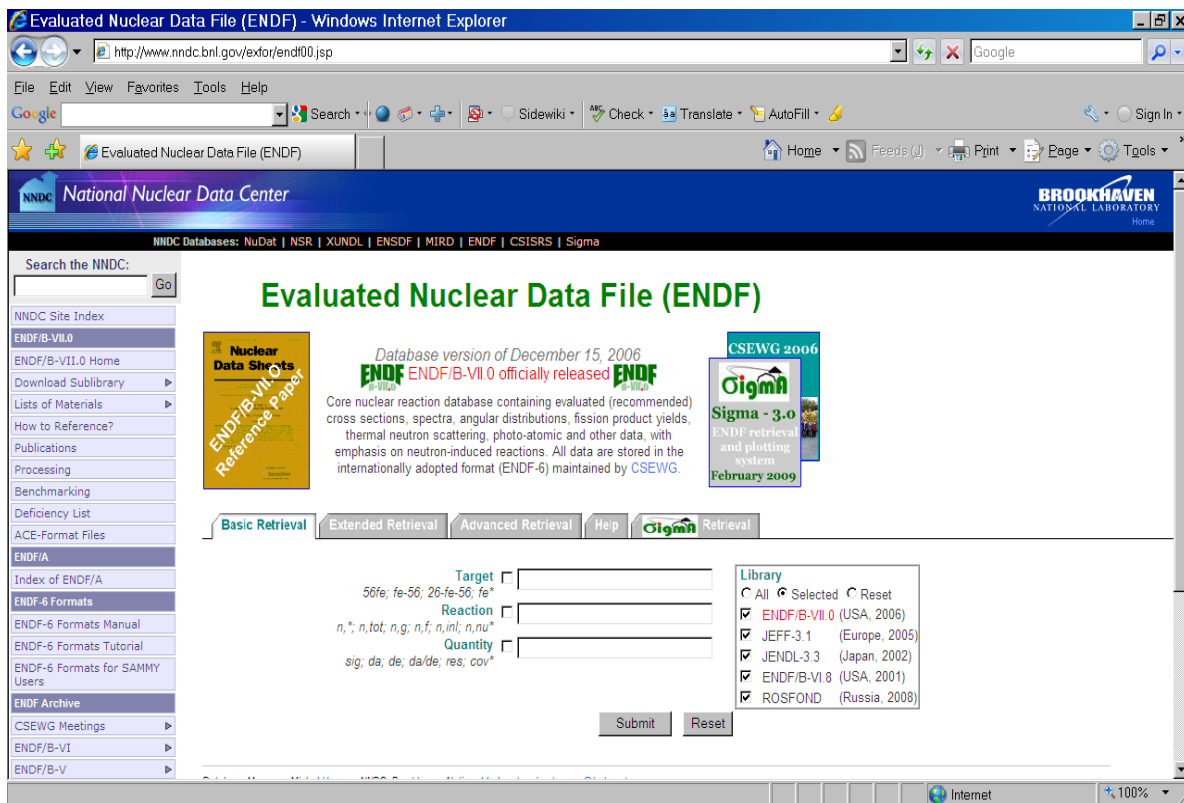 Evaluated Nuclear Data File (ENDF) - Windows Internet Explorer
http://www.nndc.bnl.gov/exfor/endf00.jsp
Google
File Edit View Favorites Tools Help
Google Search Sidewiki Check Translate AutoFill Sign In
Evaluated Nuclear Data File (ENDF)
Home Feeds (J) Print Page Tools
NNDC National Nuclear Data Center
BROOKHAVEN
NATIONAL LABORATORY
Home
NNDC Databases: NuDat | NSR | XUNDL | ENSDF | MIRD | ENDF | CSISRS | Sigma
Search the NNDC:
Go
NNDC Site Index
ENDF/B-VII.0
ENDF/B-VII.0 Home
Download Sublibrary
Lists of Materials
How to Reference?
Publications
Processing
Benchmarking
Deficiency List
ACE-Format Files
ENDF/A
Index of ENDF/A
ENDF-6 Formats
ENDF-6 Formats Manual
ENDF-6 Formats Tutorial
ENDF-6 Formats for SAMMY
Users
ENDF Archive
CSEWG Meetings
ENDF/B-VI
ENDF/B-V
Evaluated Nuclear Data File (ENDF)
Nuclear
Data Sheets
ENDF/B-VII.0
Reference Paper
Database version of December 15, 2006
ENDF B-VII.0 ENDF/B-VII.0 officially released ENDF B-VII.0
Core nuclear reaction database containing evaluated (recommended)
cross sections, spectra, angular distributions, fission product yields,
thermal neutron scattering, photo-atomic and other data, with
emphasis on neutron-induced reactions. All data are stored in the
internationally adopted format (ENDF-6) maintained by CSEWG.
CSEWG 2006
Sigma
Sigma - 3.0
ENDF retrieval
and plotting
system
February 2009
Basic Retrieval Extended Retrieval Advanced Retrieval Help Sigma Retrieval
Target
56fe; fe-56; 26-fe-56; fe*
Reaction
n,*; n,tot; n,g; n,f; n,inl; n,nu*
Quantity
sig; da; de; da/de; res; cov*
Library
All Selected Reset
ENDF/B-VII.0 (USA, 2006)
JEFF-3.1 (Europe, 2005)
JENDL-3.3 (Japan, 2002)
ENDF/B-VI.8 (USA, 2001)
ROSFOND (Russia, 2008)
Submit Reset
Internet
100%